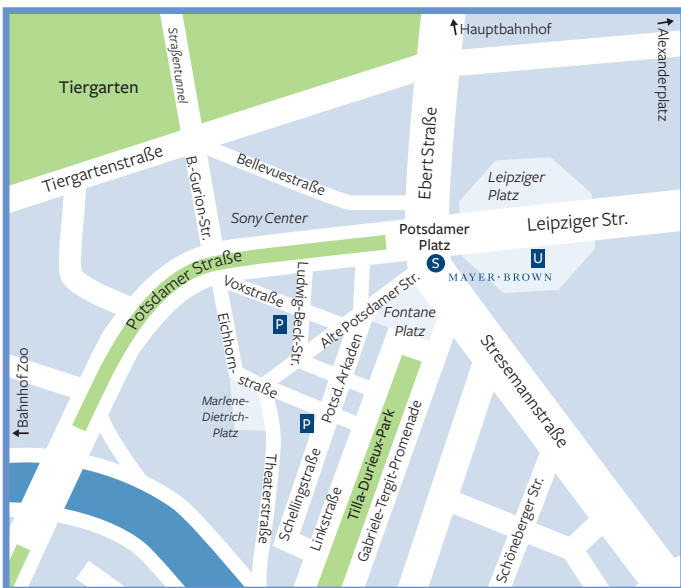 Hauptbahnhof
Alexanderplatz
Straßentunnel
Tiergarten
Ebert Straße
Tiergartenstraße
Bellevuestraße
B.-Gurion-Str.
Leipziger
Platz
Sony Center
Leipziger Str.
Potsdamer
Platz
S
U
MAYER·BROWN
Potsdamer Straße
Voxstraße
Ludwig-Beck-Str.
Alte Potsdamer Str.
Fontane
Platz
P
Eichhorn-
straße
Potsd. Arkaden
Stresemannstraße
Bahnhof Zoo
Marlene-
Dietrich-
Platz
P
Tilla-Durieux-Park
Gabriele-Tergit-Promenade
Theaterstraße
Schellingstraße
Linkstraße
Schöneberger Str.